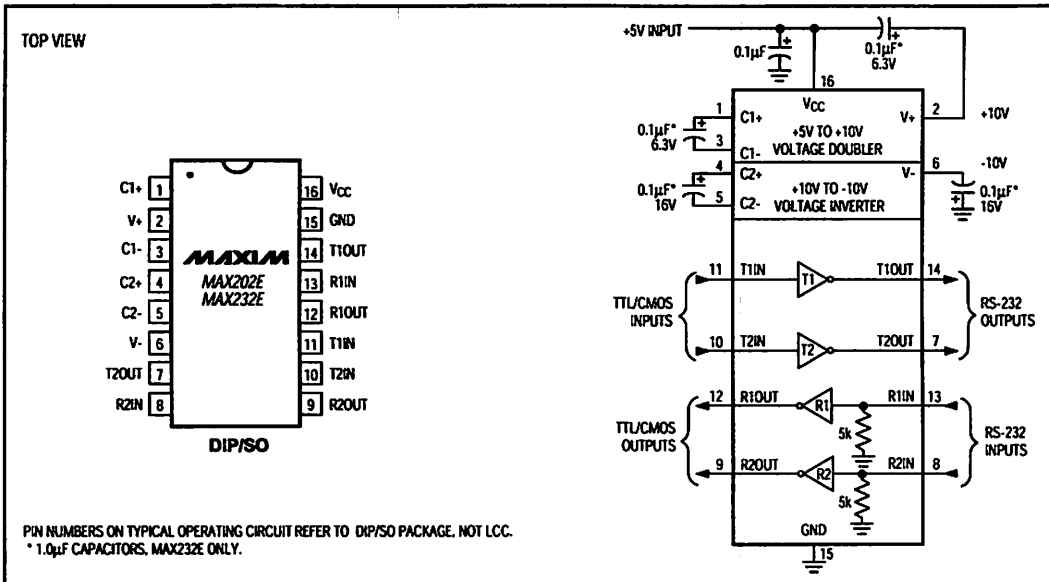 TOP VIEW
C1+ 1
V+ 2
C1- 3
C2+ 4
C2- 5
V- 6
T2OUT 7
R2IN 8
16 VCC
15 GND
14 T1OUT
13 R1IN
12 R1OUT
11 T1IN
10 T2IN
9 R2OUT
MAXIM
MAX202E
MAX232E
DIP/SO
+5V INPUT
0.1µF
0.1µF*
6.3V
16
VCC
1 C1+
0.1µF*
6.3V
3 C1-
+5V TO +10V
VOLTAGE DOUBLER
V+ 2 +10V
4 C2+
0.1µF*
16V
5 C2-
+10V TO -10V
VOLTAGE INVERTER
V- 6 -10V
0.1µF*
16V
TTL/CMOS
INPUTS
11 T1IN T1 T1OUT 14
10 T2IN T2 T2OUT 7
RS-232
OUTPUTS
TTL/CMOS
OUTPUTS
12 R1OUT R1 R1IN 13
5k
9 R2OUT R2 R2IN 8
5k
RS-232
INPUTS
GND
15
PIN NUMBERS ON TYPICAL OPERATING CIRCUIT REFER TO DIP/SO PACKAGE, NOT LCC.
* 1.0µF CAPACITORS, MAX232E ONLY.